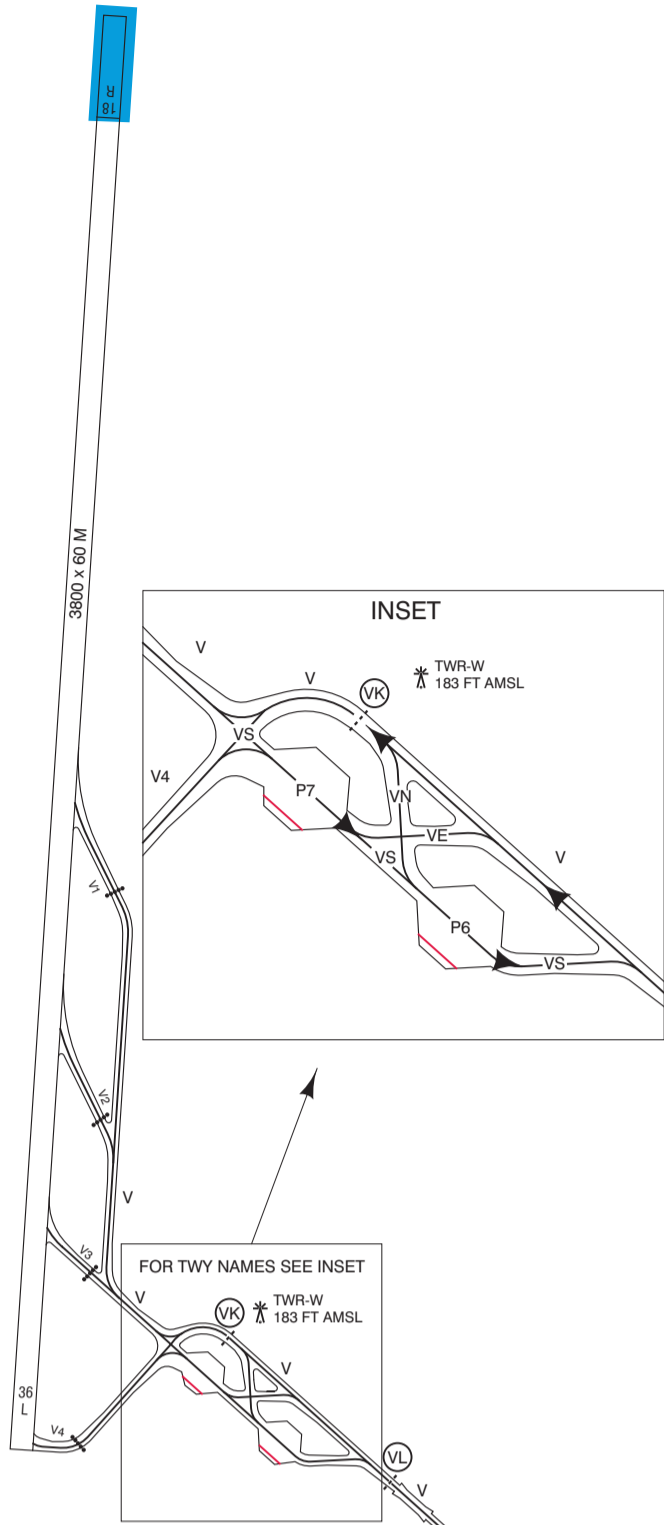 18
R
3800 x 60 M
INSET
V
V
VK
TWR-W
183 FT AMSL
VS
V4
P7
VN
VE
VS
V
P6
VS
V1
V2
V
V3
FOR TWY NAMES SEE INSET
V
VK
TWR-W
183 FT AMSL
V
36
L
V4
VL
V